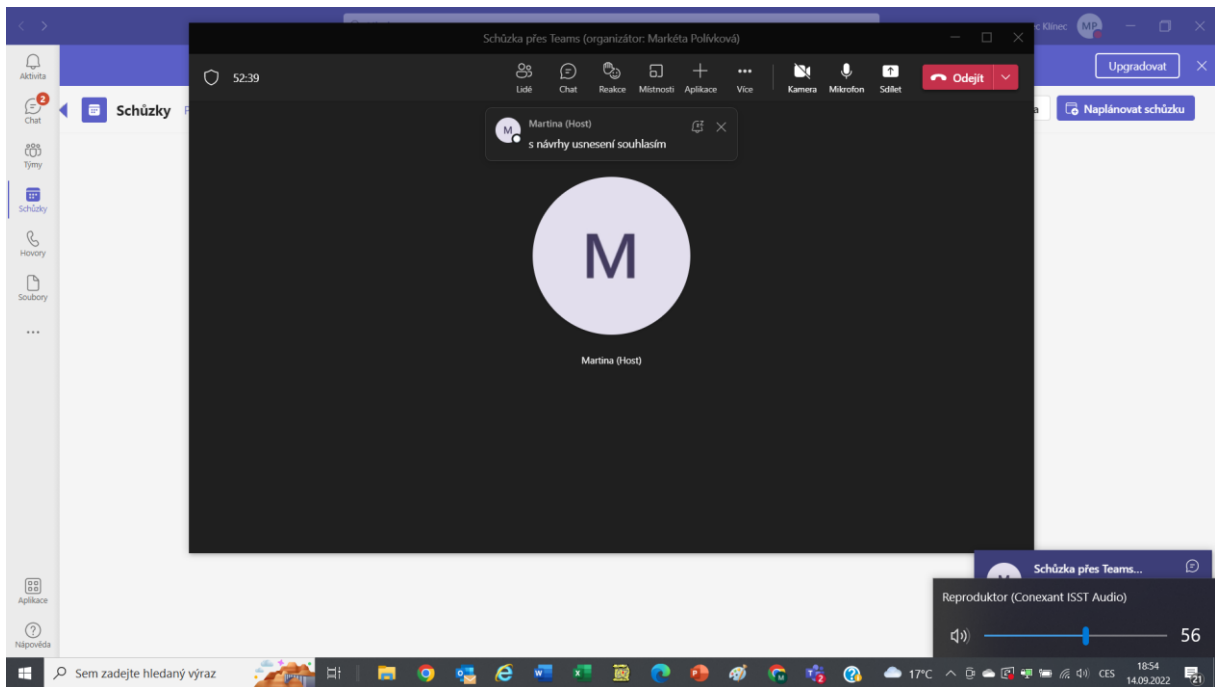 Schůzka přes Teams (organizátor: Markéta Polívková)
c Klinec
MP
Aktivita
52:39
Lidé
Chat
Reakce
Místnosti
Aplikace
Více
Kamera
Mikrofon
Sdílet
Odejít
Upgradovat
2
Chat
Schůzky
Naplánovat schůzku
M
Martina (Host)
s návrhy usnesení souhlasím
Týmy
Schůzky
Hovory
Soubory
M
Martina (Host)
Aplikace
Nápověda
Schůzka přes Teams...
Reproduktor (Conexant ISST Audio)
56
Sem zadejte hledaný výraz
17°C
CES
18:54
14.09.2022
21